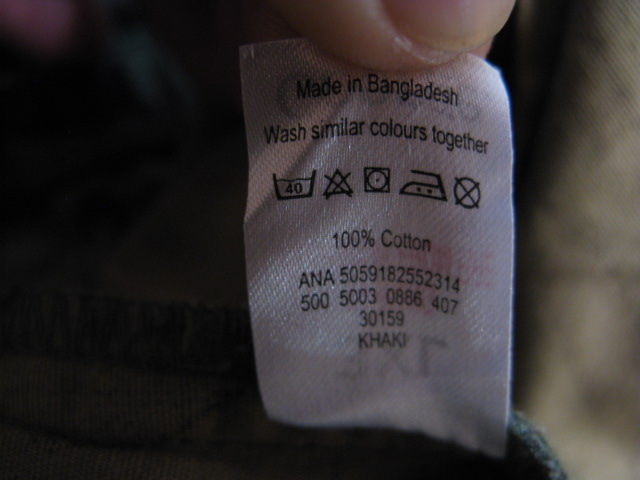 Made in Bangladesh
Wash similar colours together
40
100% Cotton
ANA 5059182552314
500 5003 0886 407
30159
KHAKI